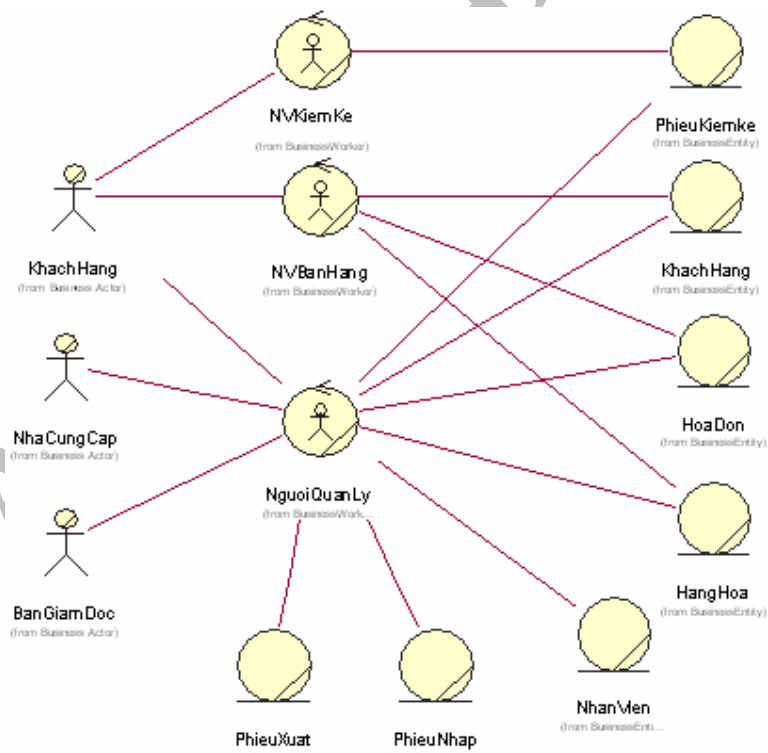 NVKiemKe
(from BusinessWorker)
PhieuKiemke
(from BusinessEntity)
KhachHang
(from Business Actor)
NVBanHang
(from BusinessWorker)
KhachHang
(from BusinessEntity)
NhaCungCap
(from Business Actor)
HoaDon
(from BusinessEntity)
NguoiQuanLy
(from BusinessWork...
BanGiamDoc
(from Business Actor)
HangHoa
(from BusinessEntity)
PhieuXuat
PhieuNhap
NhanVien
(from BusinessEnti...